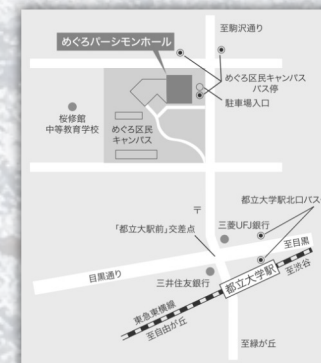 至駒沢通り
めぐろパーシモンホール
めぐろ区民キャンパス
バス停
駐車場入口
桜修館
中等教育学校
めぐろ区民
キャンパス
〒
都立大学駅北口バス
三菱UFJ銀行
「都立大駅前」交差点
至目黒
目黒通り
三井住友銀行
都立大学駅
至渋谷
東急東横線
至自由が丘
至緑が丘